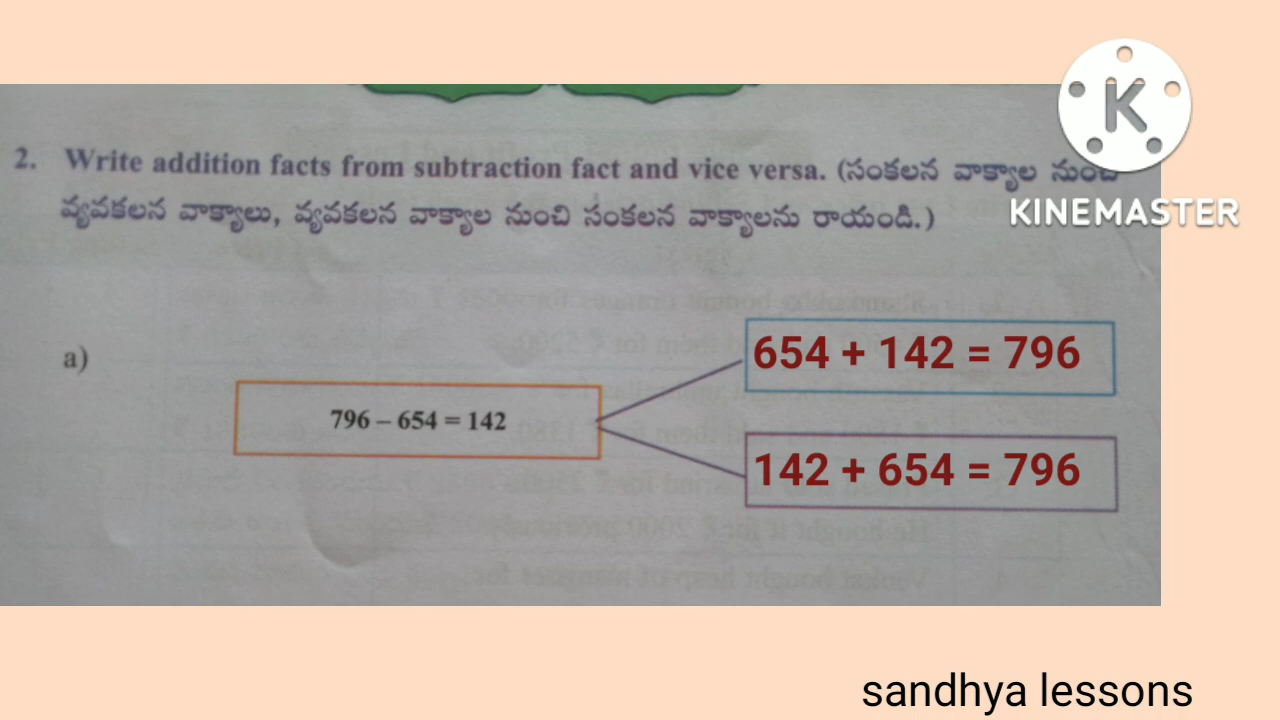 K
KINEMASTER
2. Write addition facts from subtraction fact and vice versa. (సంకలన వాక్యాల నుంచి
వ్యవకలన వాక్యాలు, వ్యవకలన వాక్యాల నుంచి సంకలన వాక్యాలను రాయండి.)
a)
796 – 654 = 142
654 + 142 = 796
142 + 654 = 796
sandhya lessons